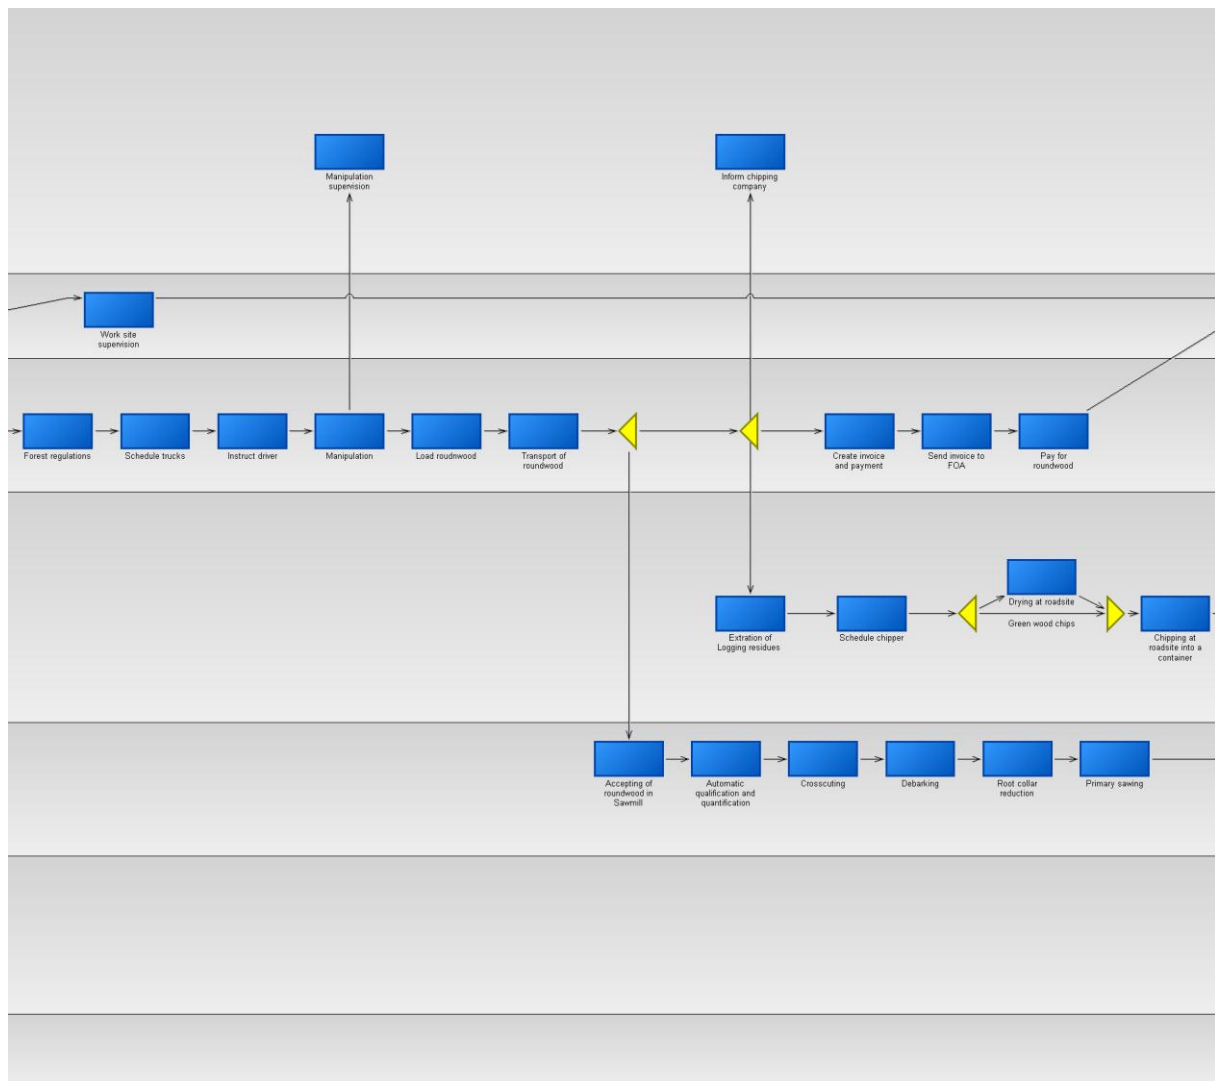 Manipulation
supervision
Inform chipping
company
Work site
supervision
Forest regulations
Schedule trucks
Instruct driver
Manipulation
Load roudnwood
Transport of
roundwood
Create invoice
and payment
Send invoice to
FOA
Pay for
roundwood
Drying at roadsite
Green wood chips
Extration of
Logging residues
Schedule chipper
Chipping at
roadsite into a
container
Accepting of
roundwood in
Sawmill
Automatic
qualification and
quantification
Crosscuting
Debarking
Root collar
reduction
Primary sawing